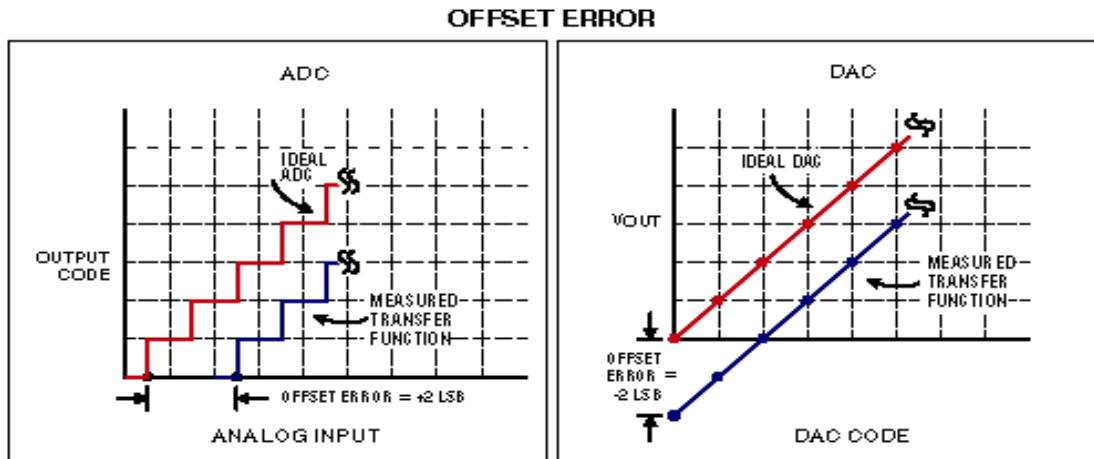 OFFSET ERROR
ADC
IDEAL
ADC
OUTPUT
CODE
MEASURED
TRANSFER
FUNCTION
OFFSET ERROR = +2 LSB
ANALOG INPUT
DAC
IDEAL DAC
VOUT
MEASURED
TRANSFER
FUNCTION
OFFSET
ERROR =
-2 LSB
DAC CODE